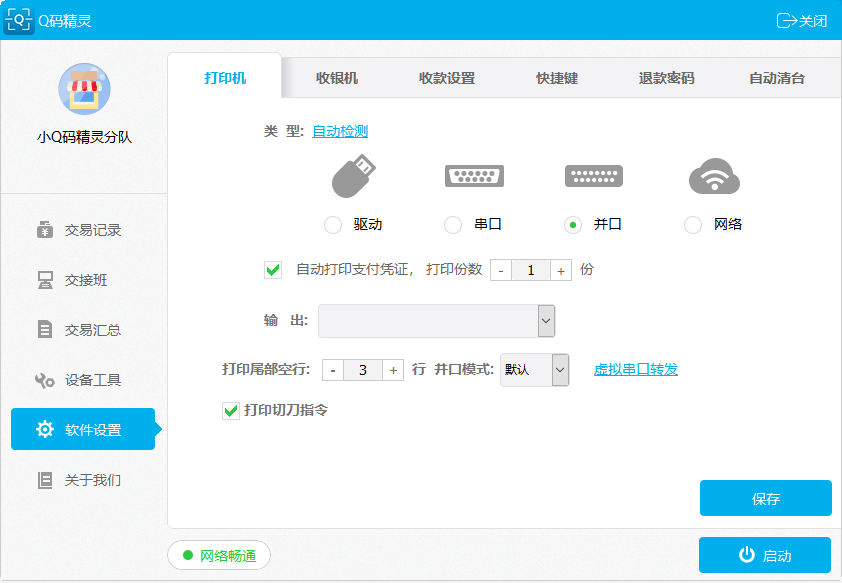 Q码精灵
关闭
小Q码精灵分队
交易记录
交接班
交易汇总
设备工具
软件设置
关于我们
打印机 收银机 收款设置 快捷键 退款密码 自动清台
类 型: 自动检测
驱动 串口 并口 网络
自动打印支付凭证, 打印份数 - 1 + 份
输 出:
打印尾部空行: - 3 + 行 并口模式: 默认 虚拟串口转发
打印切刀指令
保存
网络畅通
启动